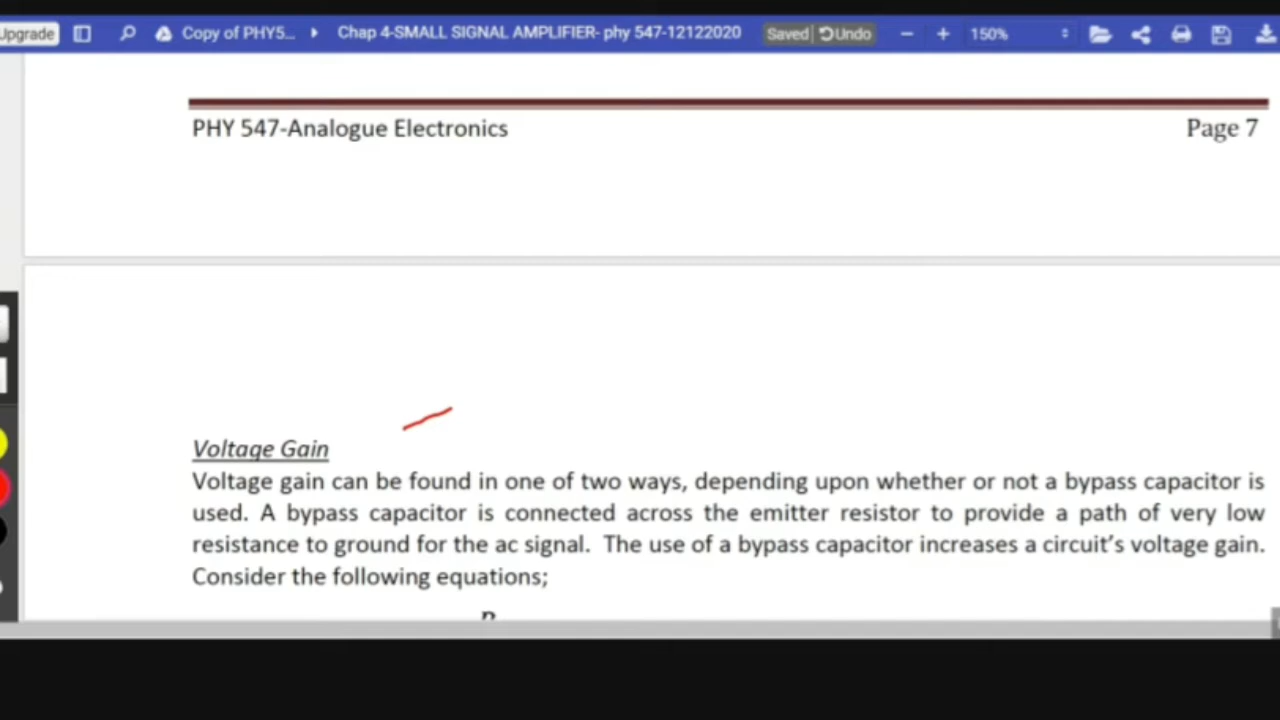 Upgrade Copy of PHY5... Chap 4-SMALL SIGNAL AMPLIFIER- phy 547-12122020 Saved Undo 150%
PHY 547-Analogue Electronics Page 7
Voltage Gain
Voltage gain can be found in one of two ways, depending upon whether or not a bypass capacitor is
used. A bypass capacitor is connected across the emitter resistor to provide a path of very low
resistance to ground for the ac signal. The use of a bypass capacitor increases a circuit's voltage gain.
Consider the following equations;